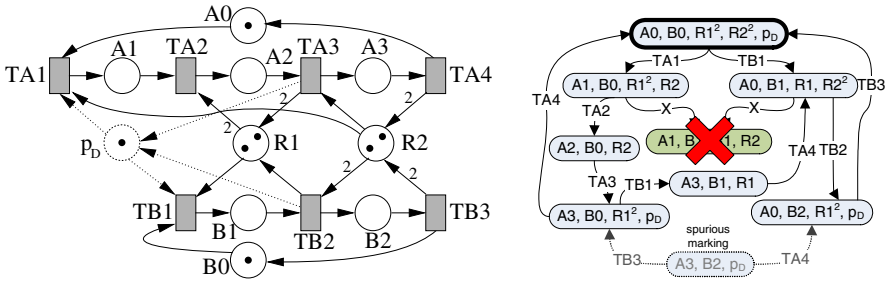 A0
A1
TA2
A2
TA3
A3
TA1
TA4
2
2
2
pD
R1
R2
2
2
TB1
B1
TB2
B2
TB3
B0
A0, B0, R1², R2², pD
TA1
TB1
A1, B0, R1², R2
A0, B1, R1, R2²
TB3
TA4
X
X
TA2
A1, B
1, R2
A2, B0, R2
TA4
TB2
TA3
TB1
A3, B1, R1
A3, B0, R1², pD
A0, B2, R1², pD
spurious
marking
TB3
A3, B2, pD
TA4